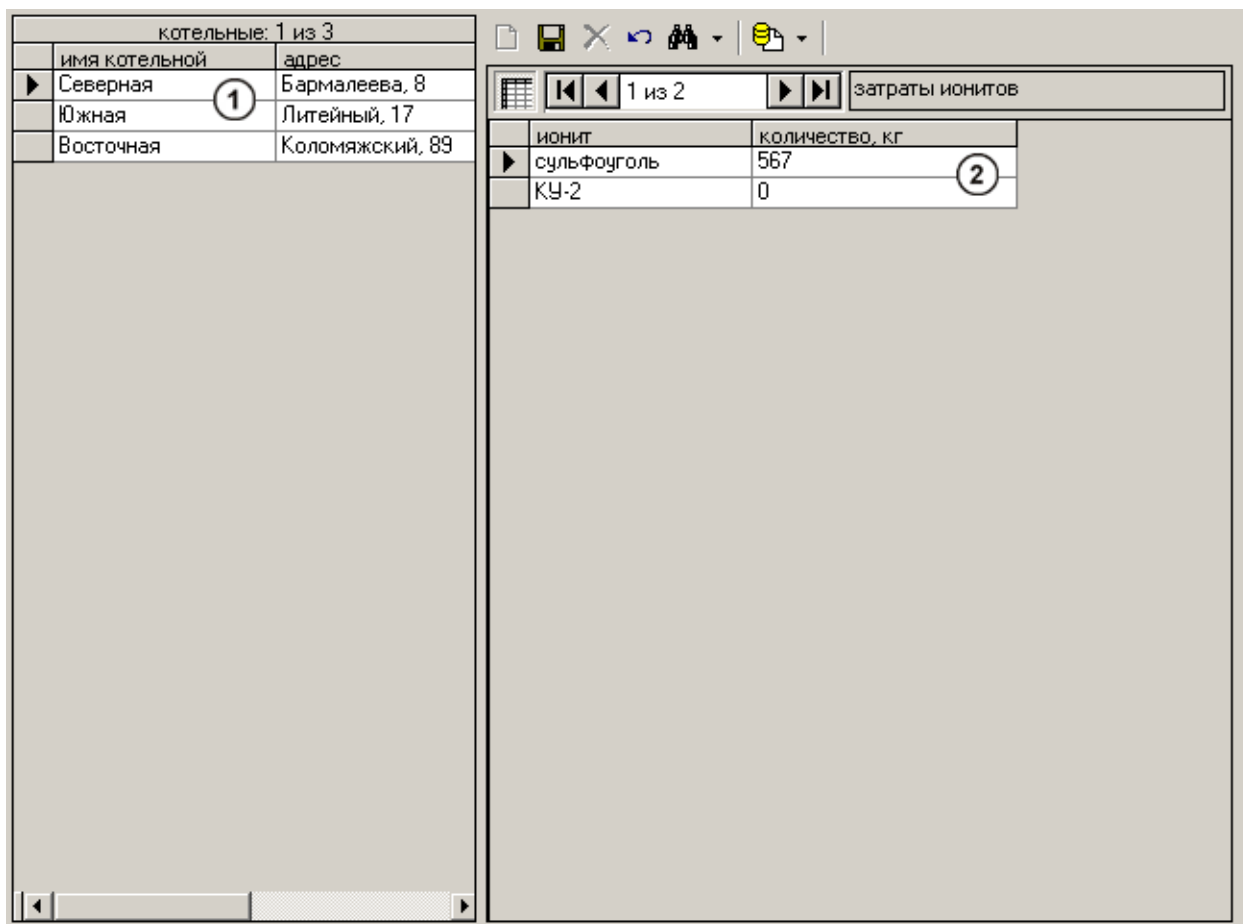 котельные: 1 из 3
имя котельной адрес
Северная Бармалеева, 8
Южная Литейный, 17
Восточная Коломяжский, 89
1
1 из 2 затраты ионитов
ионит количество, кг
сульфоуголь 567
КУ-2 0
2